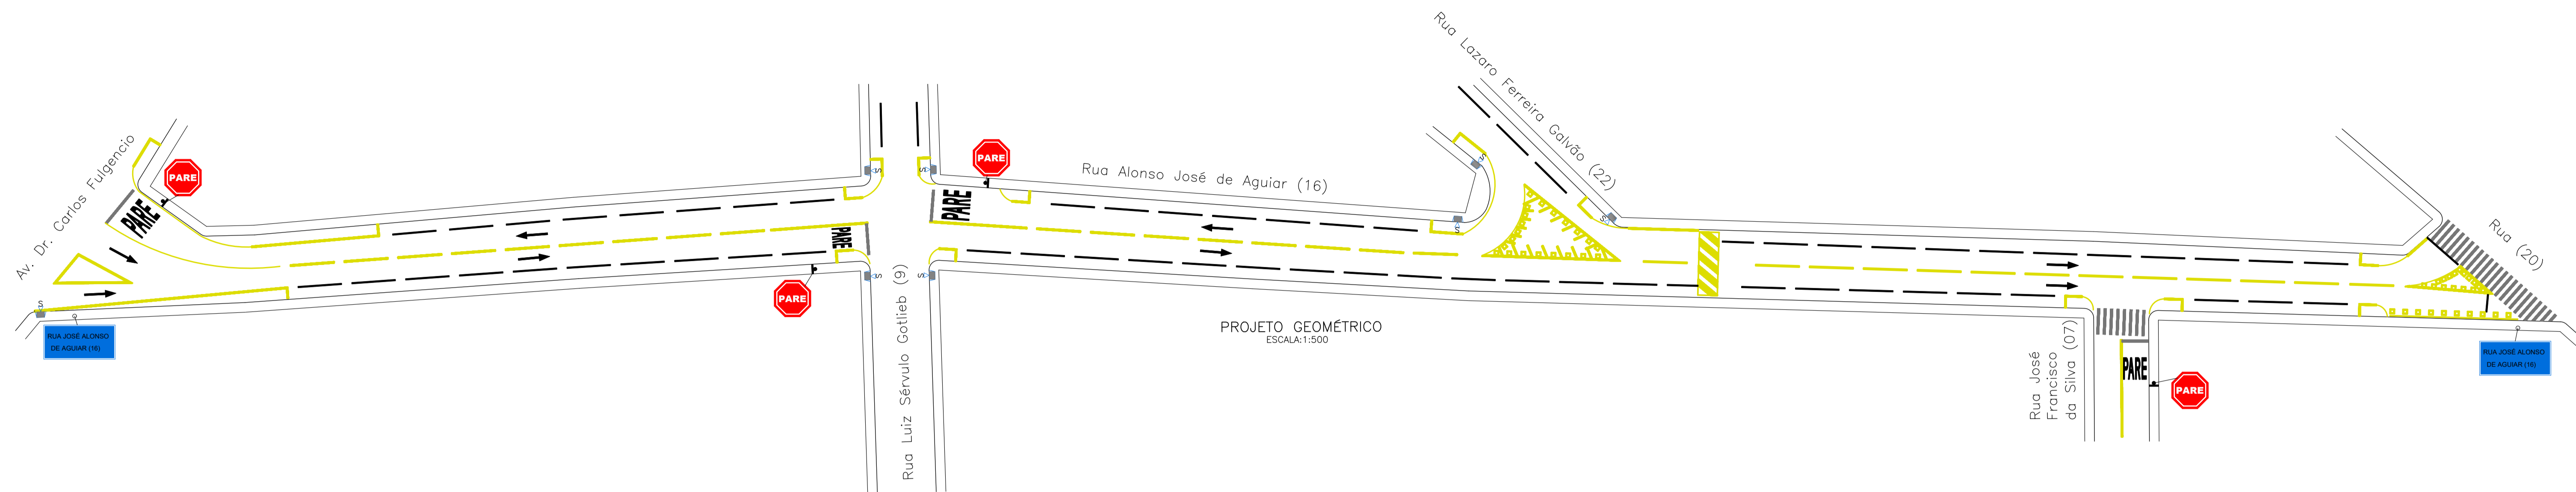 Av. Dr. Carlos Fulgencio
PARE
PARE
RUA JOSÉ ALONSO
DE AGUIAR (16)
S
PARE
PARE
S
S
S
S
Rua Luiz Sérvulo Gotlieb (9)
PARE
PARE
Rua Alonso José de Aguiar (16)
PROJETO GEOMÉTRICO
ESCALA:1:500
S
S
Rua Lazaro Ferreira Galvão (22)
S
Rua José
Francisco
da Silva (07)
PARE
PARE
Rua (20)
RUA JOSÉ ALONSO
DE AGUIAR (16)